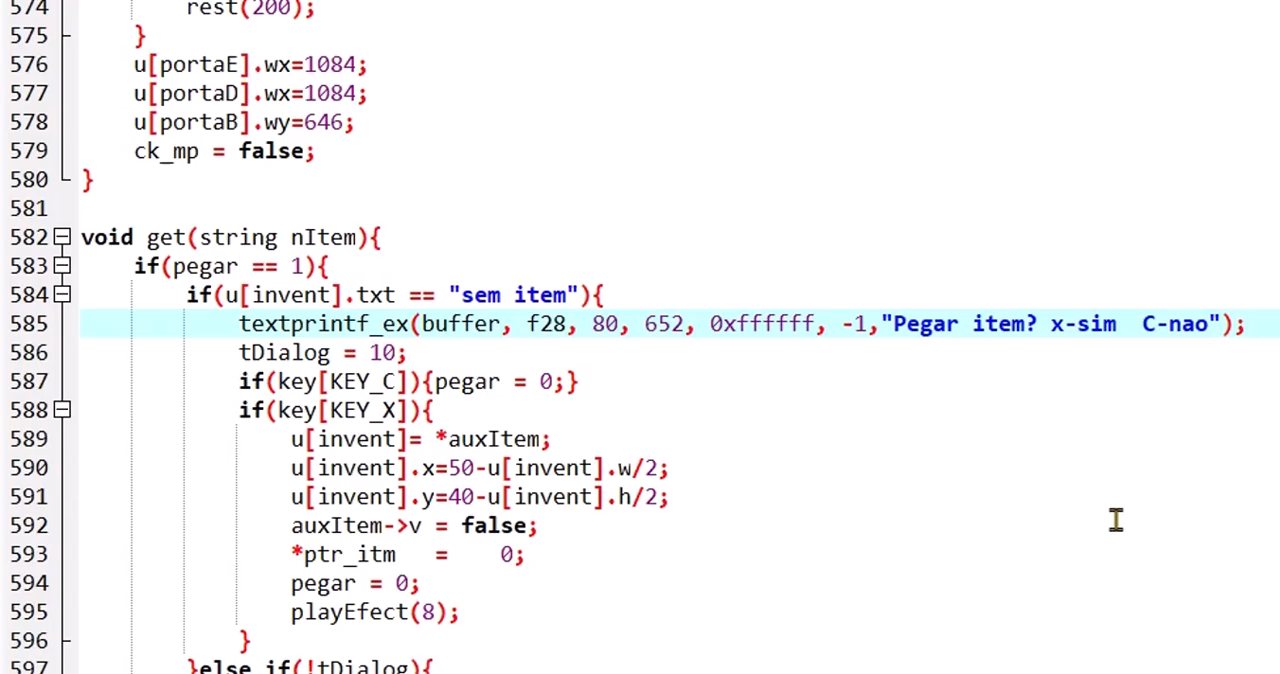 574 rest(200);
575 }
576 u[portaE].wx=1084;
577 u[portaD].wx=1084;
578 u[portaB].wy=646;
579 ck_mp = false;
580 }
581
582 void get(string nItem){
583 if(pegar == 1){
584 if(u[invent].txt == "sem item"){
585 textprintf_ex(buffer, f28, 80, 652, 0xffffff, -1,"Pegar item? x-sim  C-nao");
586 tDialog = 10;
587 if(key[KEY_C]){pegar = 0;}
588 if(key[KEY_X]){
589 u[invent]= *auxItem;
590 u[invent].x=50-u[invent].w/2;
591 u[invent].y=40-u[invent].h/2;
592 auxItem->v = false;
593 *ptr_itm   =    0;
594 pegar = 0;
595 playEfect(8);
596 }
597 }else if(!tDialog){